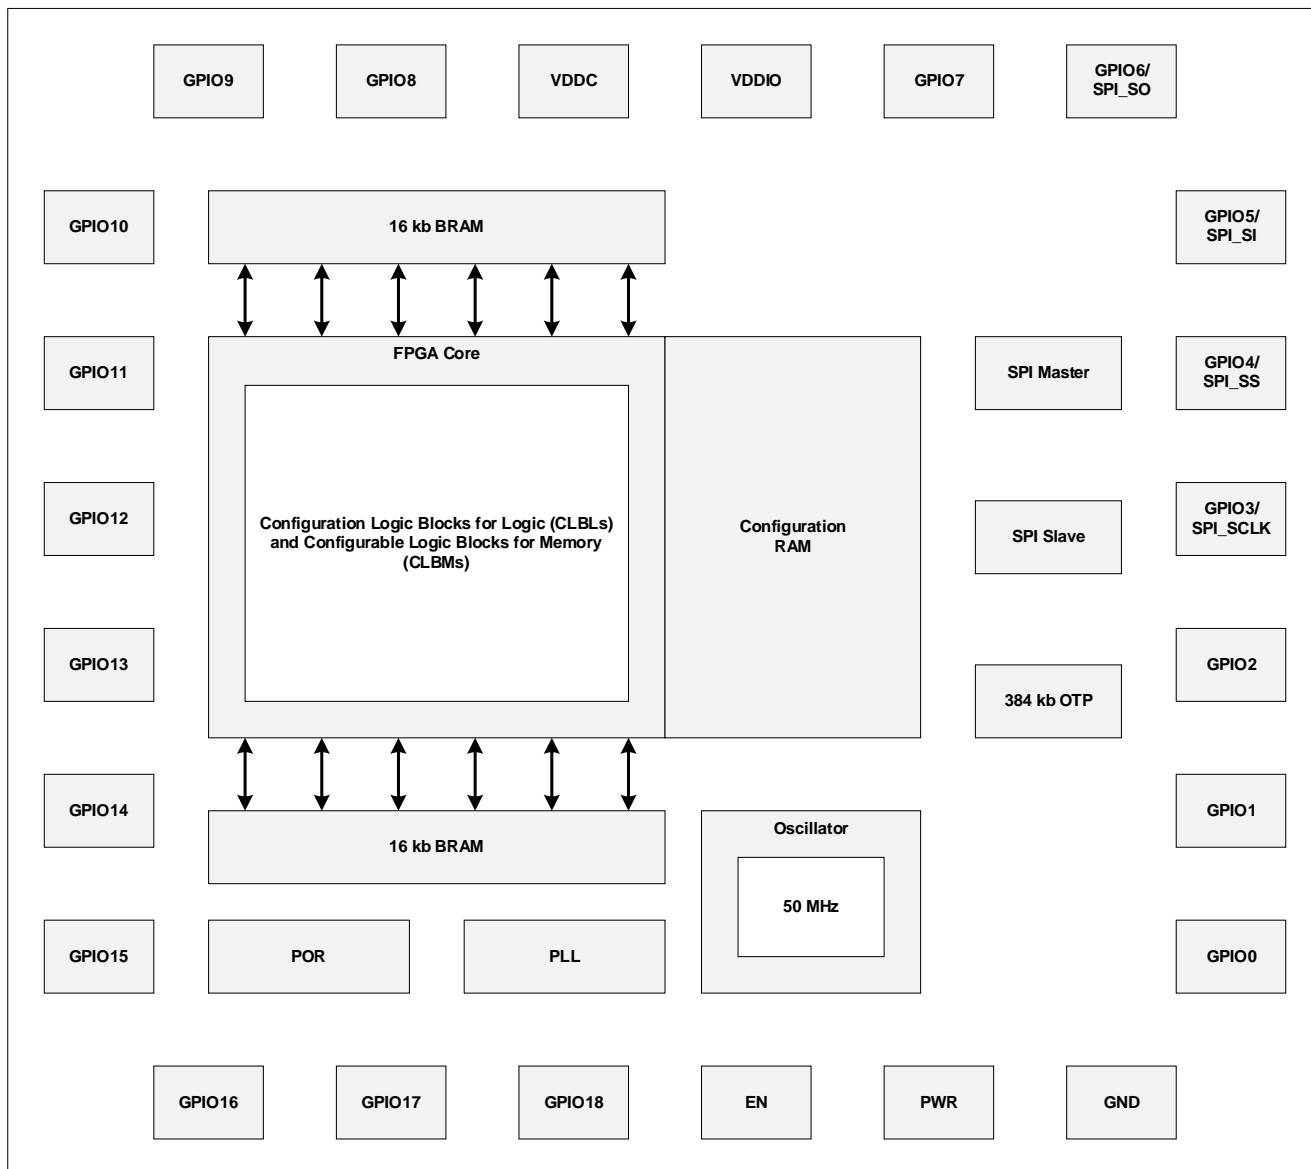 GPIO9
GPIO8
VDDC
VDDIO
GPIO7
GPIO6/
SPI_SO
GPIO10
16 kb BRAM
GPIO5/
SPI_SI
GPIO11
FPGA Core
SPI Master
GPIO4/
SPI_SS
GPIO12
Configuration Logic Blocks for Logic (CLBLs)
and Configurable Logic Blocks for Memory
(CLBMs)
Configuration
RAM
SPI Slave
GPIO3/
SPI_SCLK
GPIO13
384 kb OTP
GPIO2
GPIO14
16 kb BRAM
Oscillator
50 MHz
GPIO1
GPIO15
POR
PLL
GPIO0
GPIO16
GPIO17
GPIO18
EN
PWR
GND